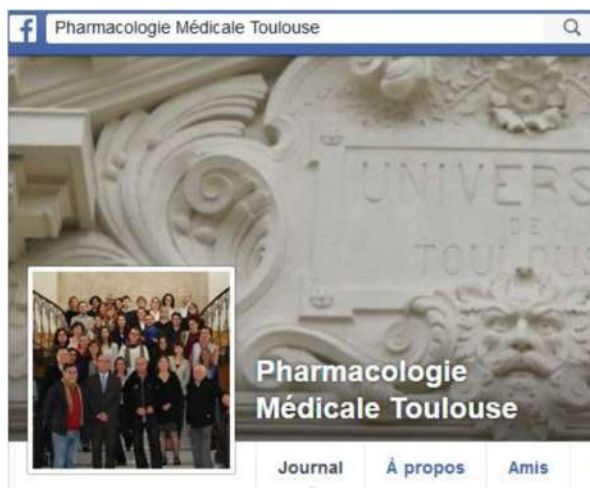 f
Pharmacologie Médicale Toulouse
UNIVERS
DE
TOULOUS
Pharmacologie
Médicale Toulouse
Journal À propos Amis